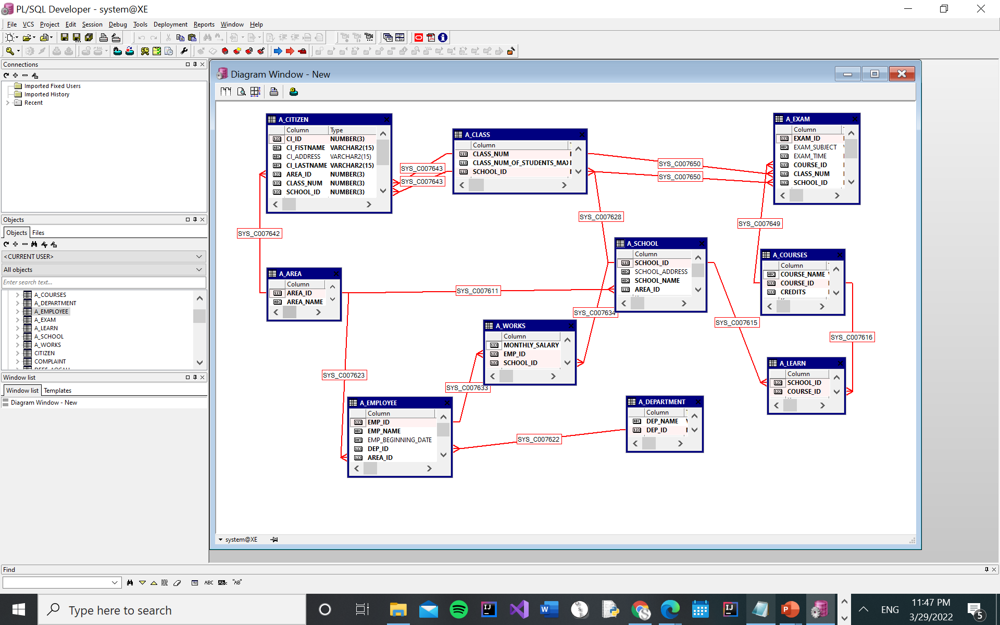 PL/SQL Developer - system@XE
File VCS Project Edit Session Debug Tools Deployment Reports Window Help
Connections
Imported Fixed Users
Imported History
Recent
Objects
Objects Files
<CURRENT USER>
All objects
Enter search text...
A_COURSES
A_DEPARTMENT
A_EMPLOYEE
A_EXAM
A_LEARN
A_SCHOOL
A_WORKS
CITIZEN
COMPLAINT
Window list
Window list Templates
Diagram Window - New
Diagram Window - New
A_CITIZEN
Column Type
CI_ID NUMBER(3)
CI_FISTNAME VARCHAR2(15)
CI_ADDRESS VARCHAR2(15)
CI_LASTNAME VARCHAR2(15)
AREA_ID NUMBER(3)
CLASS_NUM NUMBER(3)
SCHOOL_ID NUMBER(3)
SYS_C007643
SYS_C007643
A_CLASS
Column
CLASS_NUM
CLASS_NUM_OF_STUDENTS_MAX
SCHOOL_ID
SYS_C007650
SYS_C007650
A_EXAM
Column
EXAM_ID
EXAM_SUBJECT
EXAM_TIME
COURSE_ID
CLASS_NUM
SCHOOL_ID
SYS_C007642
SYS_C007628
SYS_C007649
A_SCHOOL
Column
SCHOOL_ID
SCHOOL_ADDRESS
SCHOOL_NAME
AREA_ID
A_COURSES
Column
COURSE_NAME
COURSE_ID
CREDITS
A_AREA
Column
AREA_ID
AREA_NAME
SYS_C007611
SYS_C007634
SYS_C007615
SYS_C007616
A_WORKS
Column
MONTHLY_SALARY
EMP_ID
SCHOOL_ID
A_LEARN
Column
SCHOOL_ID
COURSE_ID
SYS_C007623
SYS_C007633
A_EMPLOYEE
Column
EMP_ID
EMP_NAME
EMP_BEGINNING_DATE
DEP_ID
AREA_ID
SYS_C007622
A_DEPARTMENT
Column
DEP_NAME
DEP_ID
system@XE
Find
ABC "AB"
Type here to search
ENG
11:47 PM
3/29/2022
5